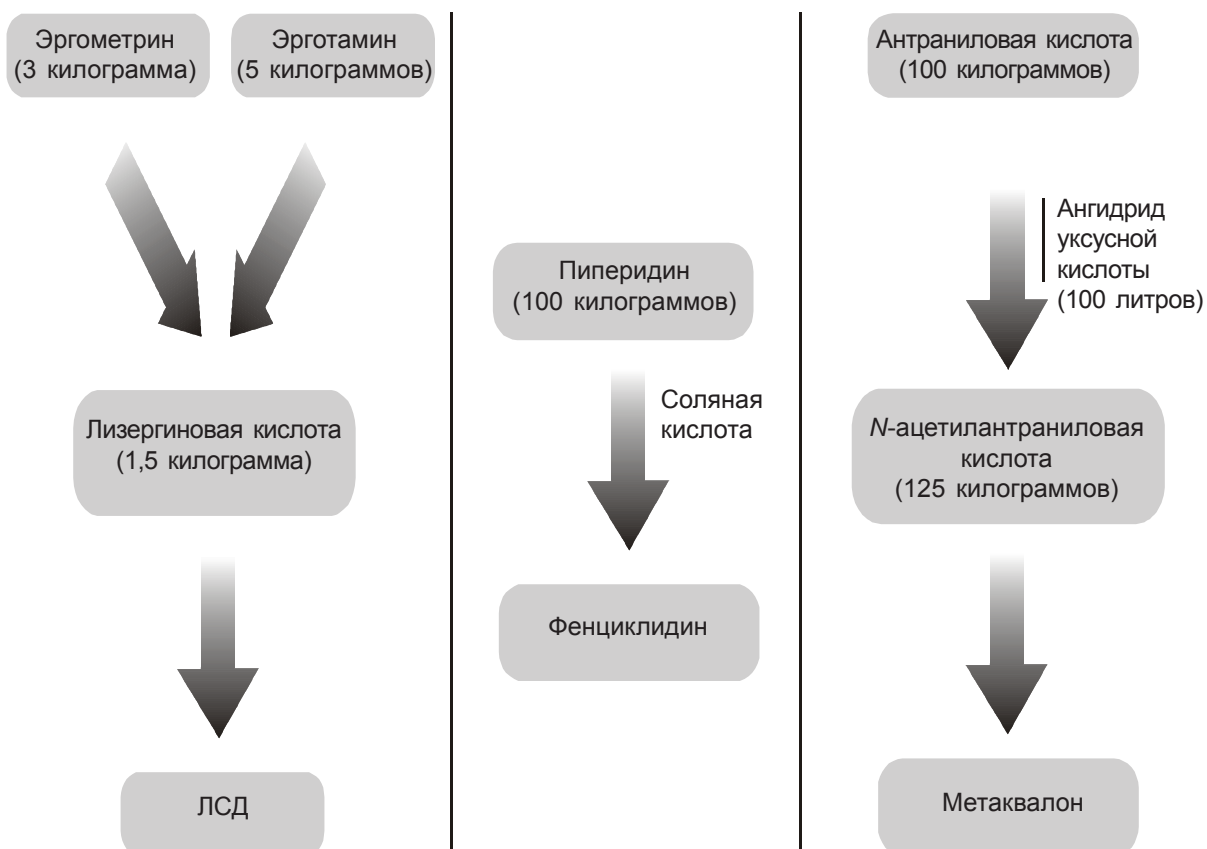 Эргометрин
(3 килограмма)
Эрготамин
(5 килограммов)
Лизергиновая кислота
(1,5 килограмма)
ЛСД
Пиперидин
(100 килограммов)
Соляная
кислота
Фенциклидин
Антраниловая кислота
(100 килограммов)
Ангидрид
уксусной
кислоты
(100 литров)
N-ацетилантраниловая
кислота
(125 килограммов)
Метаквалон